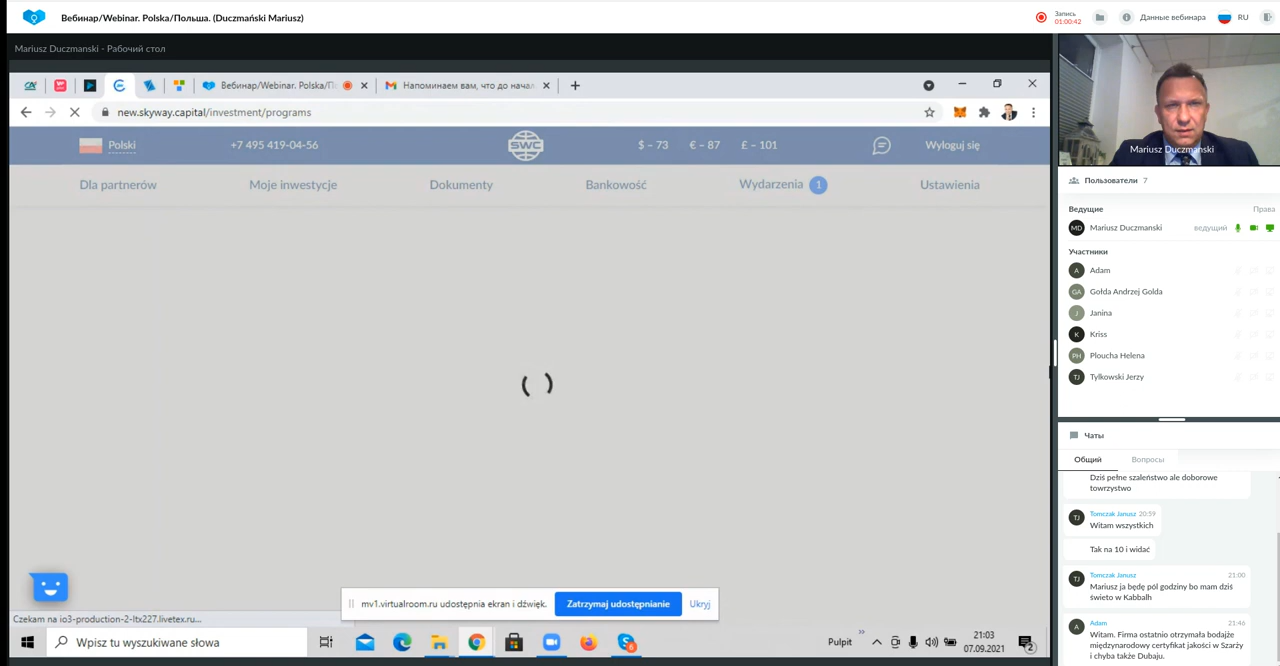 Вебинар/Webinar. Polska/Польша. (Duczmański Mariusz)
Запись
01:00:42
Данные вебинара
RU
Mariusz Duczmanski - Рабочий стол
Вебинар/Webinar. Polska/П
Напоминаем вам, что до начал
new.skyway.capital/investment/programs
Polski
+7 495 419-04-56
SWC
$ – 73
€ – 87
£ – 101
Wyloguj się
Dla partnerów
Moje inwestycje
Dokumenty
Bankowość
Wydarzenia 1
Ustawienia
Mariusz Duczmanski
Пользователи 7
Ведущие
Права
MD
Mariusz Duczmanski
ведущий
Участники
A
Adam
GA
Gołda Andrzej Golda
J
Janina
K
Kriss
PH
Ploucha Helena
TJ
Tylkowski Jerzy
Чаты
Общий
Вопросы
Dziś pełne szaleństwo ale doborowe
towrzystwo
TJ
Tomczak Janusz 20:59
Witam wszystkich
Tak na 10 i widać
TJ
Tomczak Janusz
21:00
Mariusz ja będę pól godziny bo mam dziś
świeto w Kabbalh
A
Adam
21:46
Witam. Firma ostatnio otrzymała bodajże
międzynarodowy certyfikat jakości w Szarży
i chyba także Dubaju.
mv1.virtualroom.ru udostępnia ekran i dźwięk.
Zatrzymaj udostępnianie
Ukryj
Czekam na io3-production-2-ltx227.livetex.ru...
Wpisz tu wyszukiwane słowa
Pulpit
21:03
07.09.2021
2